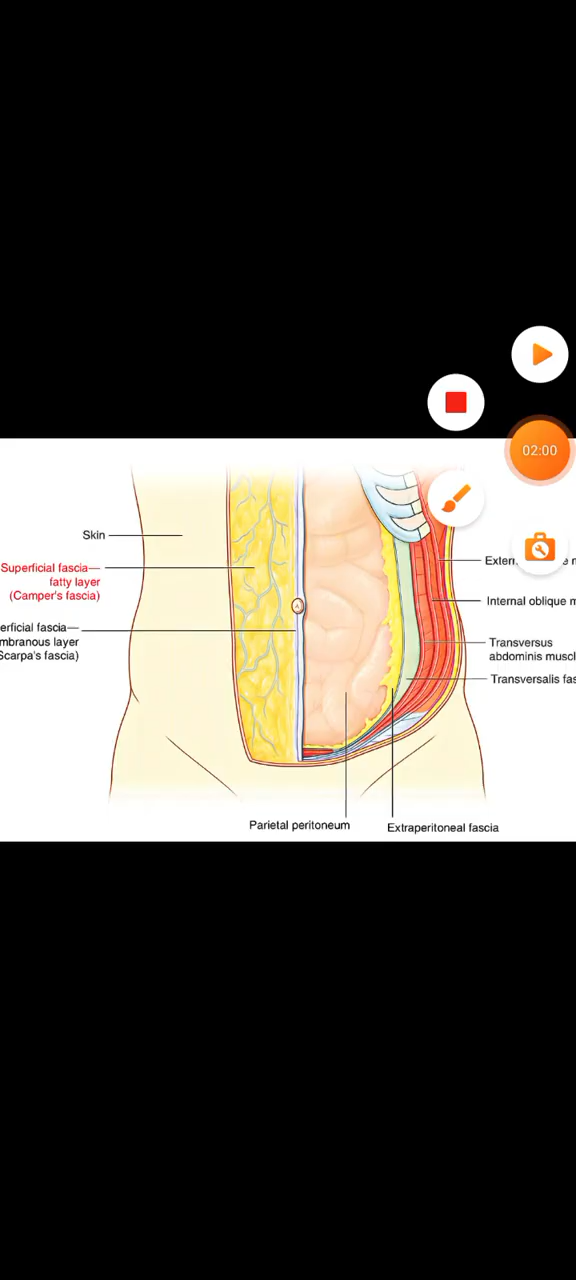 02:00
Skin
Superficial fascia—
fatty layer
(Camper's fascia)
erficial fascia—
mbranous layer
Scarpa's fascia)
Extern
Internal oblique m
Transversus
abdominis muscl
Transversalis fas
Parietal peritoneum
Extraperitoneal fascia